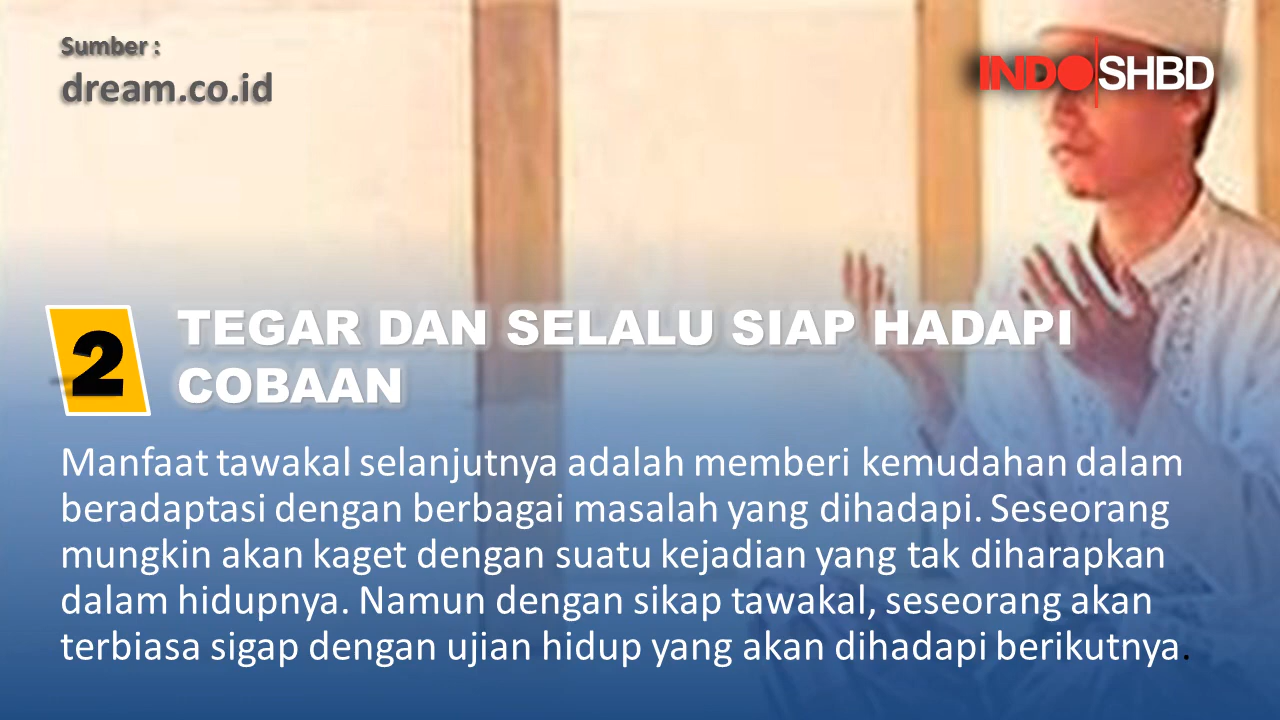 Sumber :
dream.co.id
INDO SHBD
2
TEGAR DAN SELALU SIAP HADAPI
COBAAN
Manfaat tawakal selanjutnya adalah memberi kemudahan dalam
beradaptasi dengan berbagai masalah yang dihadapi. Seseorang
mungkin akan kaget dengan suatu kejadian yang tak diharapkan
dalam hidupnya. Namun dengan sikap tawakal, seseorang akan
terbiasa sigap dengan ujian hidup yang akan dihadapi berikutnya.